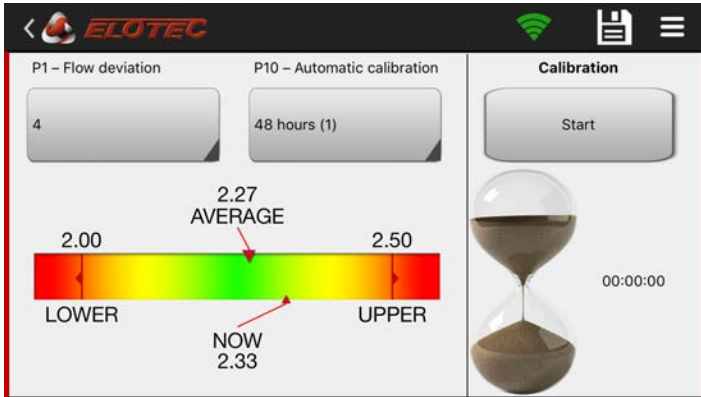 ELOTEC
P1 – Flow deviation
P10 – Automatic calibration
Calibration
4
48 hours (1)
Start
2.27
AVERAGE
2.00
2.50
LOWER
UPPER
NOW
2.33
00:00:00